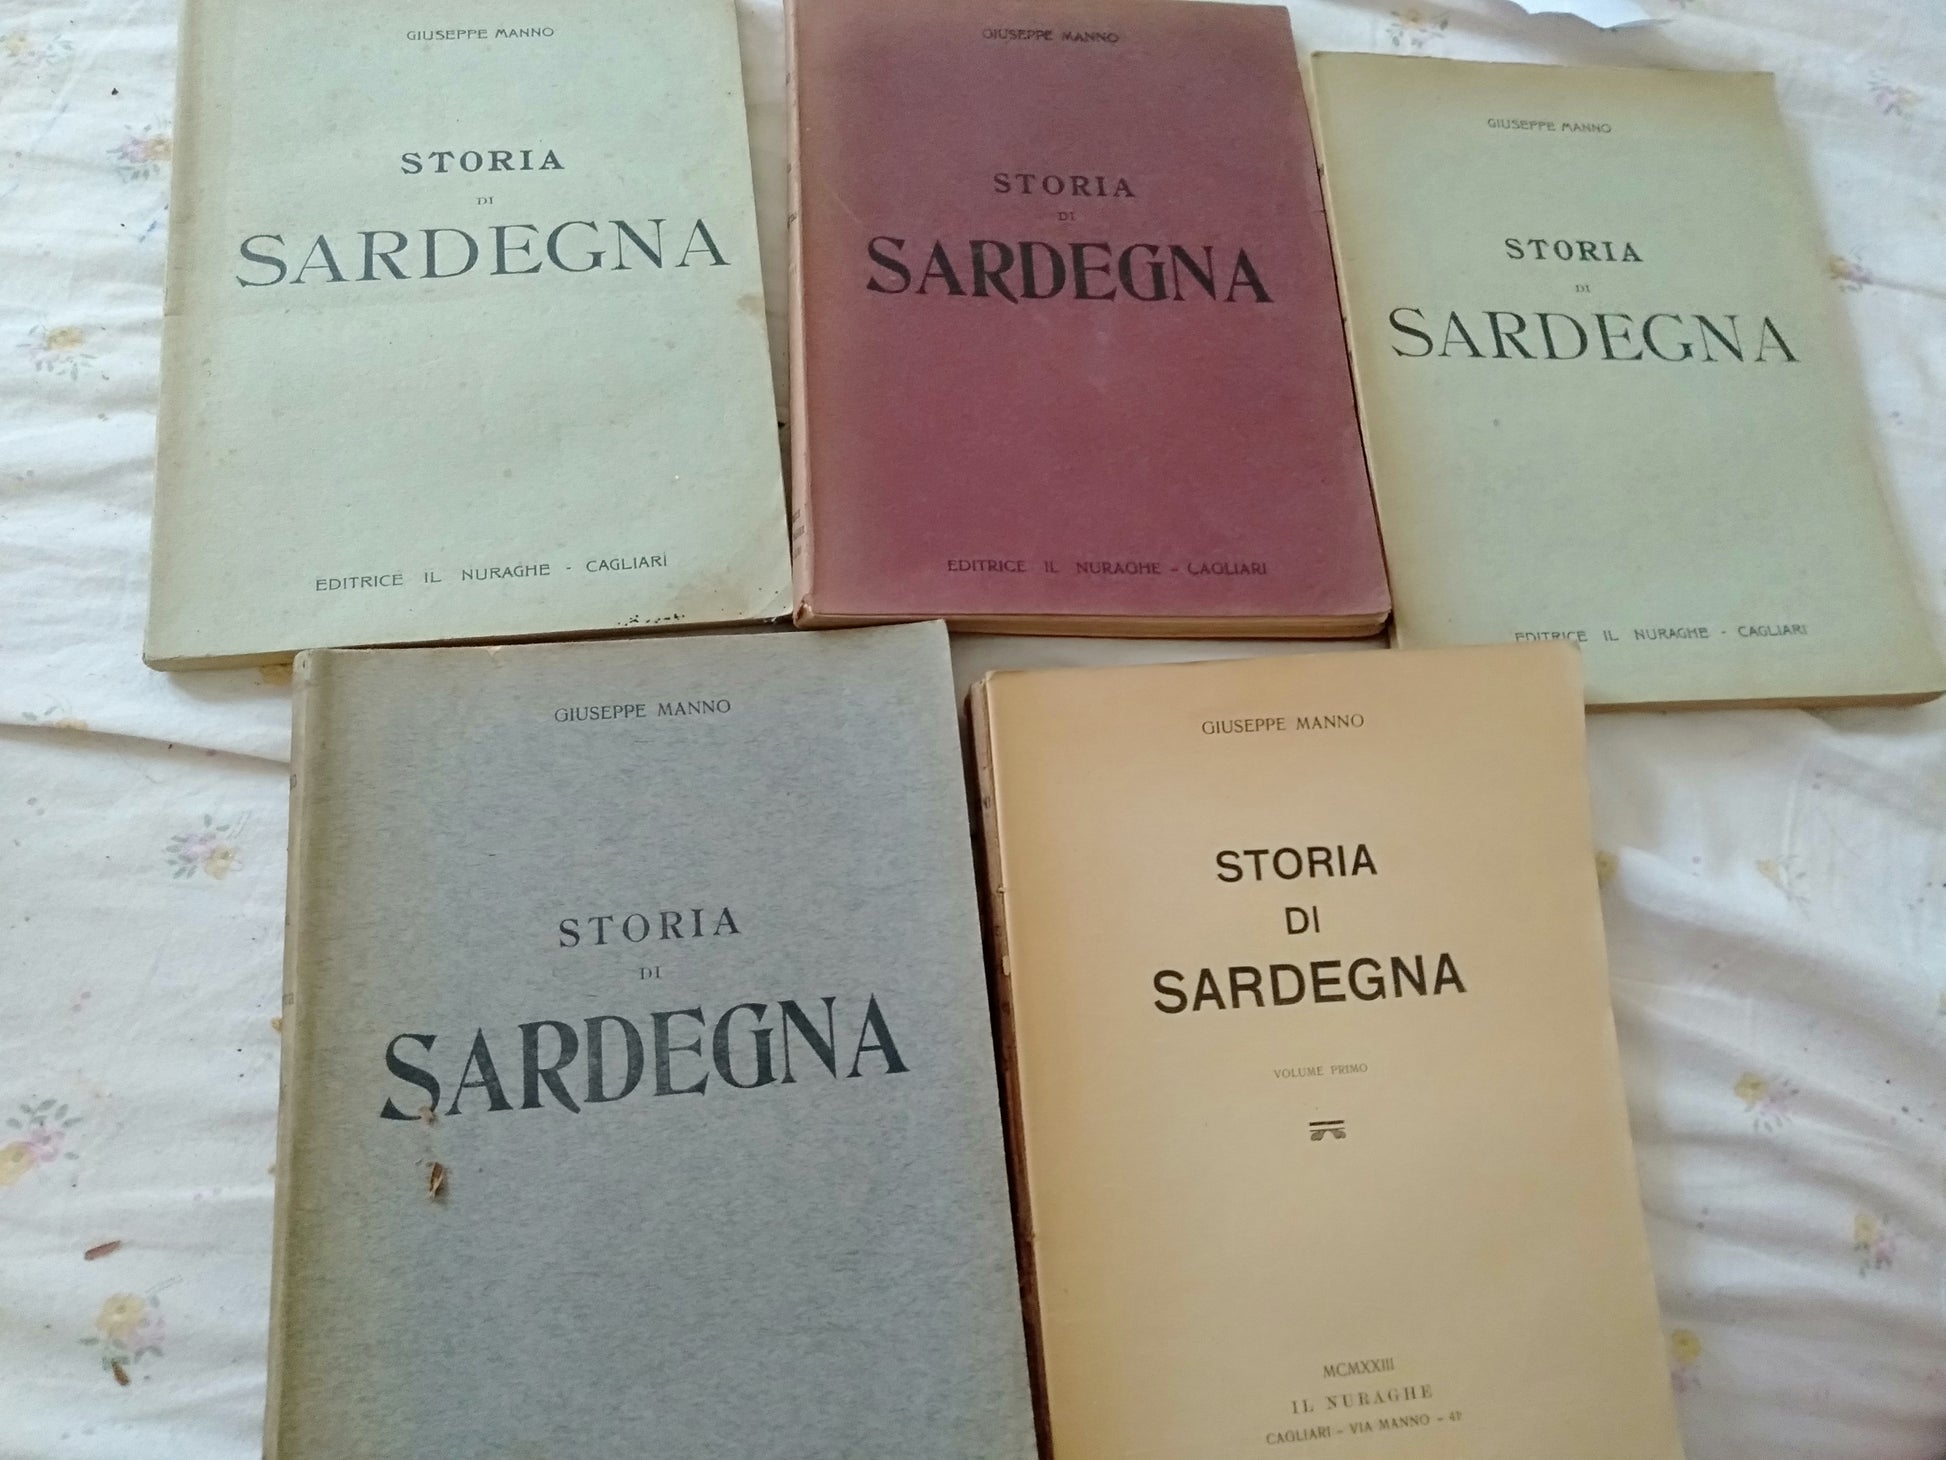 GIUSEPPE MANNO
STORIA
DI
SARDEGNA
EDITRICE IL NURAGHE - CAGLIARI
GIUSEPPE MANNO
STORIA
DI
SARDEGNA
EDITRICE IL NURAGHE - CAGLIARI
GIUSEPPE MANNO
STORIA
DI
SARDEGNA
EDITRICE IL NURAGHE - CAGLIARI
GIUSEPPE MANNO
STORIA
DI
SARDEGNA
GIUSEPPE MANNO
STORIA
DI
SARDEGNA
VOLUME PRIMO
MCMXXIII
IL NURAGHE
CAGLIARI - VIA MANNO - 41